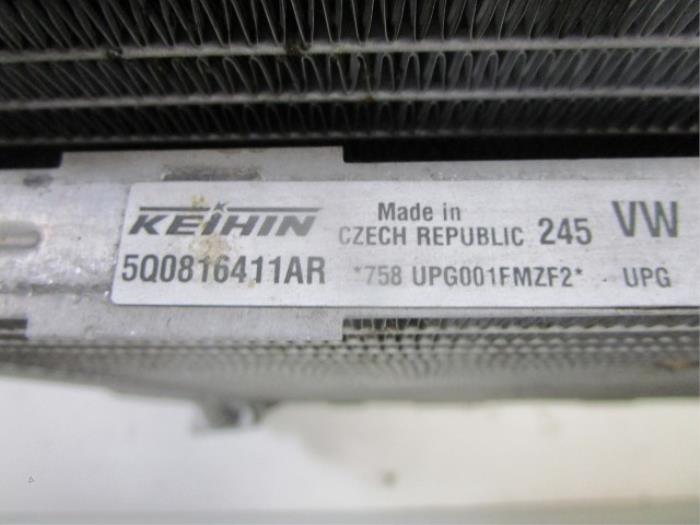 KEIHIN Made in CZECH REPUBLIC 245 VW
5Q0816411AR *758 UPG001FMZF2* UPG